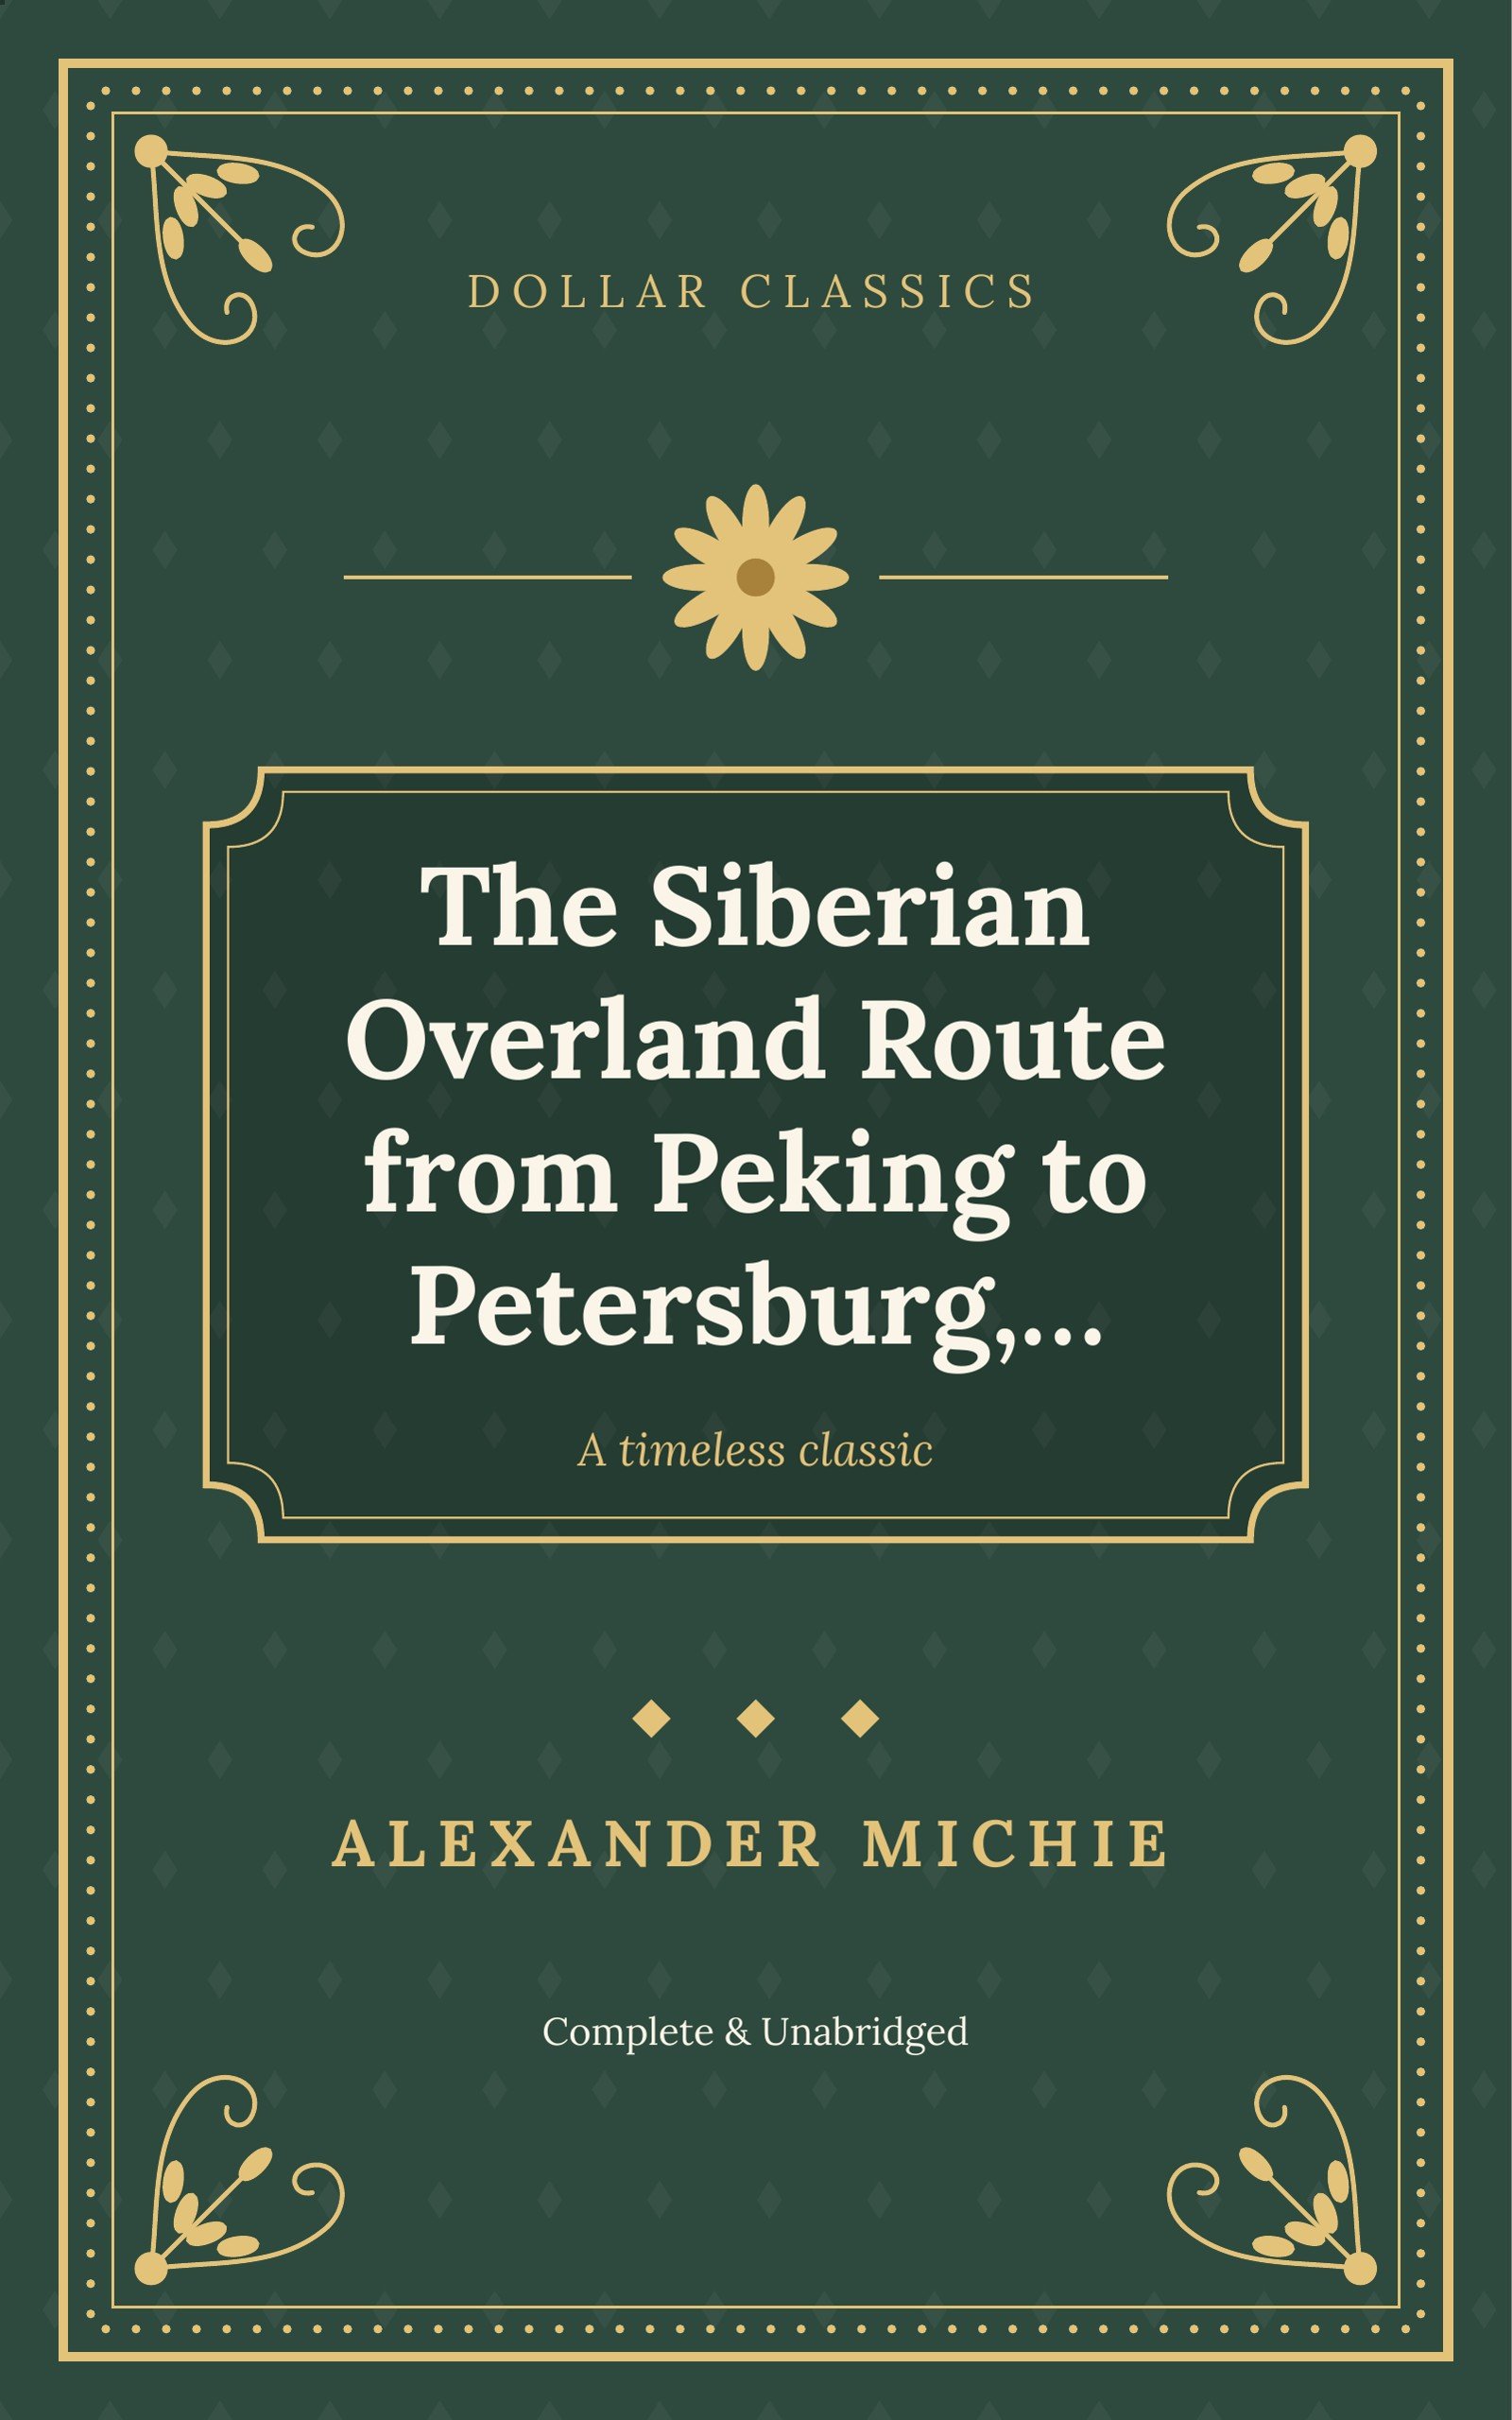 DOLLAR CLASSICS
The Siberian
Overland Route
from Peking to
Petersburg,...
A timeless classic
ALEXANDER MICHIE
Complete & Unabridged